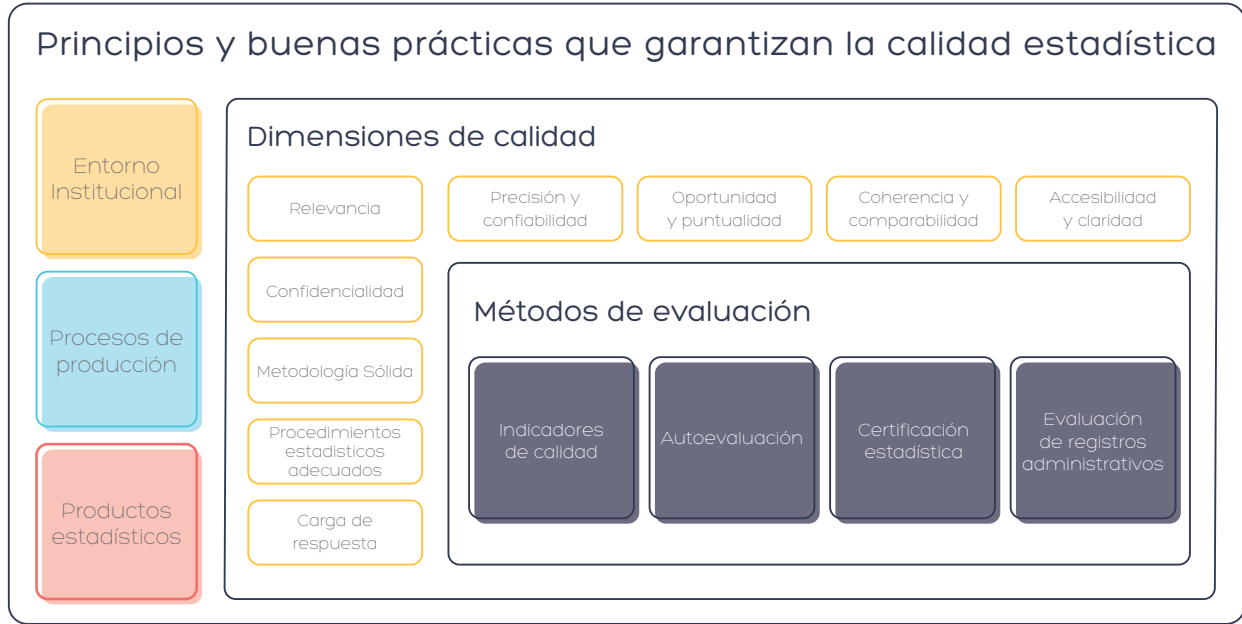 Principios y buenas prácticas que garantizan la calidad estadística
Entorno
Institucional
Procesos de
producción
Productos
estadísticos
Dimensiones de calidad
Relevancia
Precisión y
confiabilidad
Oportunidad
y puntualidad
Coherencia y
comparabilidad
Accesibilidad
y claridad
Confidencialidad
Metodología Sólida
Procedimientos
estadisticos
adecuados
Carga de
respuesta
Métodos de evaluación
Indicadores
de calidad
Autoevaluación
Certificación
estadística
Evaluación
de registros
administrativos